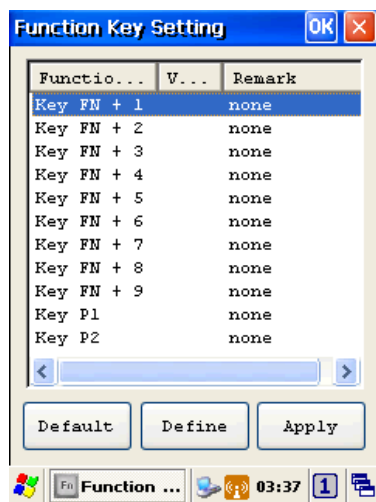 Function Key Setting OK
Functio... V... Remark
Key FN + 1 none
Key FN + 2 none
Key FN + 3 none
Key FN + 4 none
Key FN + 5 none
Key FN + 6 none
Key FN + 7 none
Key FN + 8 none
Key FN + 9 none
Key P1 none
Key P2 none
Default Define Apply
Fn Function ... 03:37 1